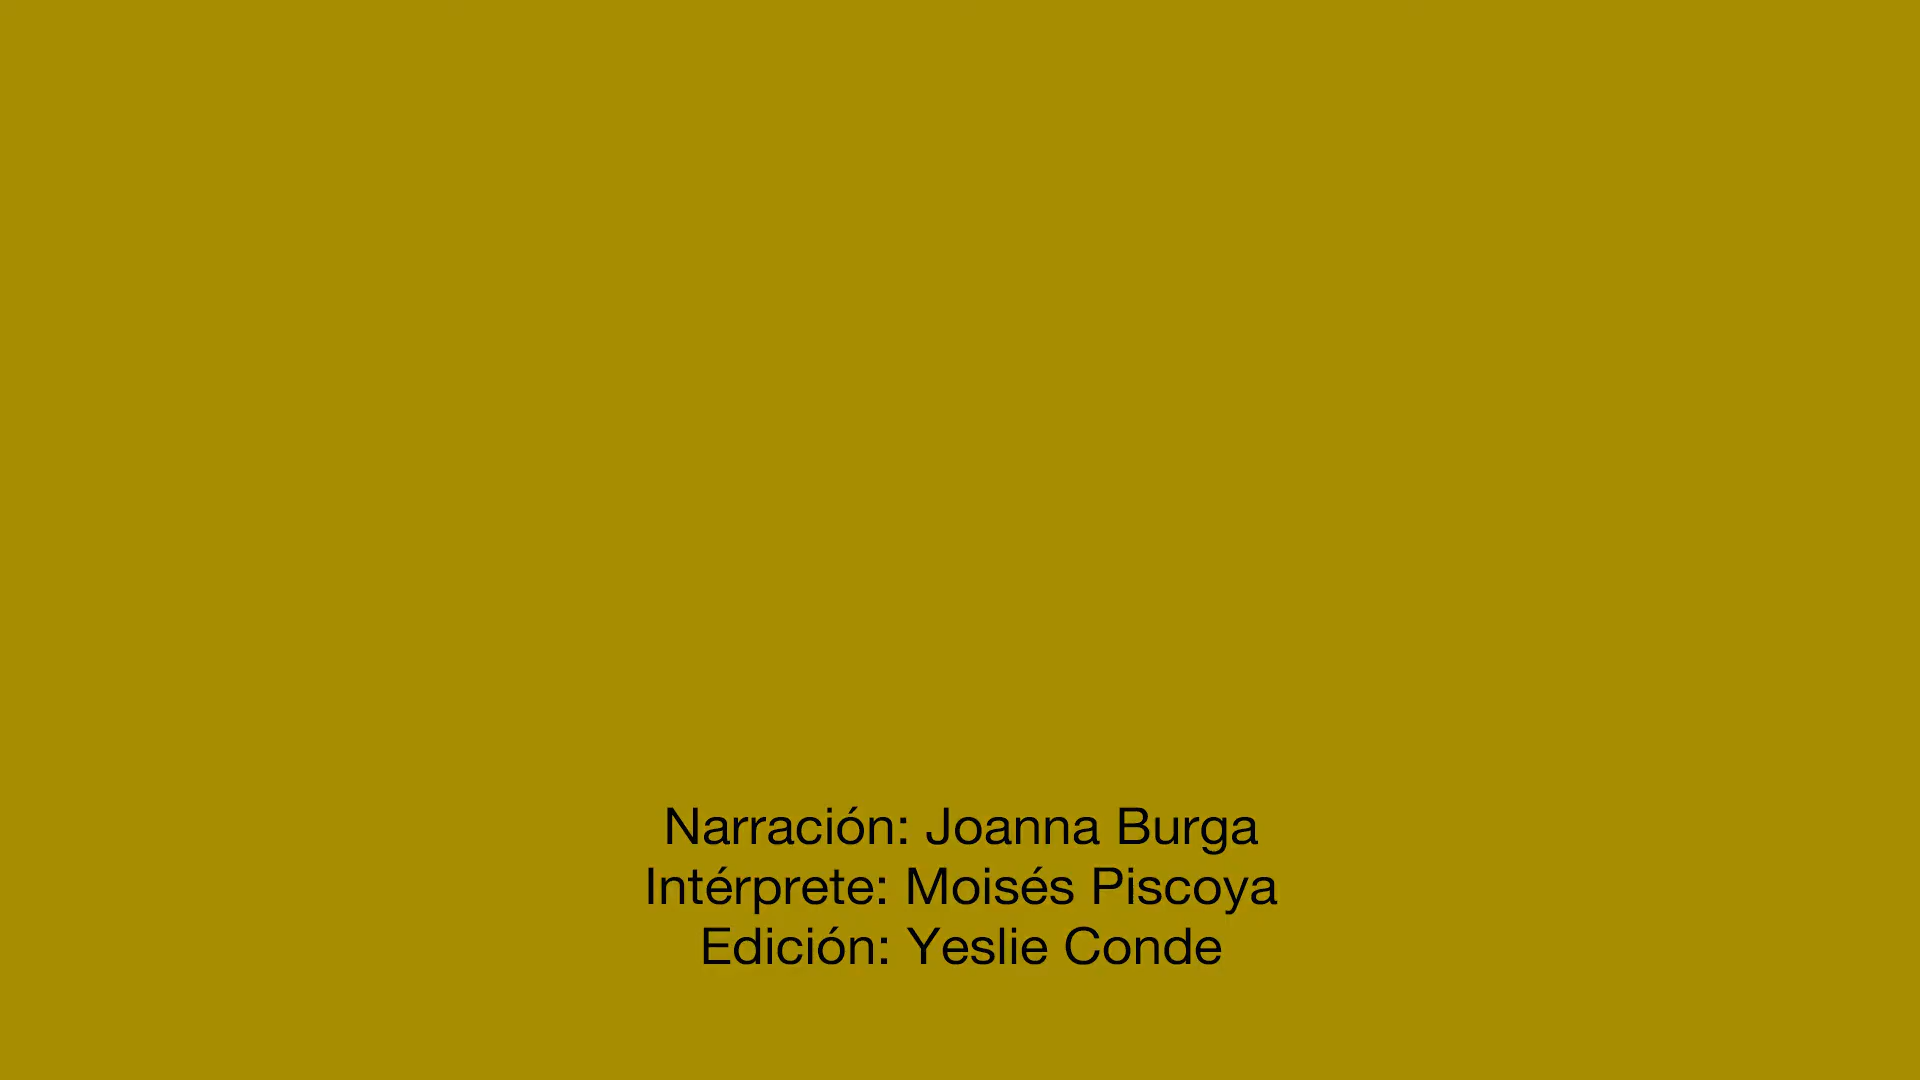 Narración: Joanna Burga
Intérprete: Moisés Piscoya
Edición: Yeslie Conde